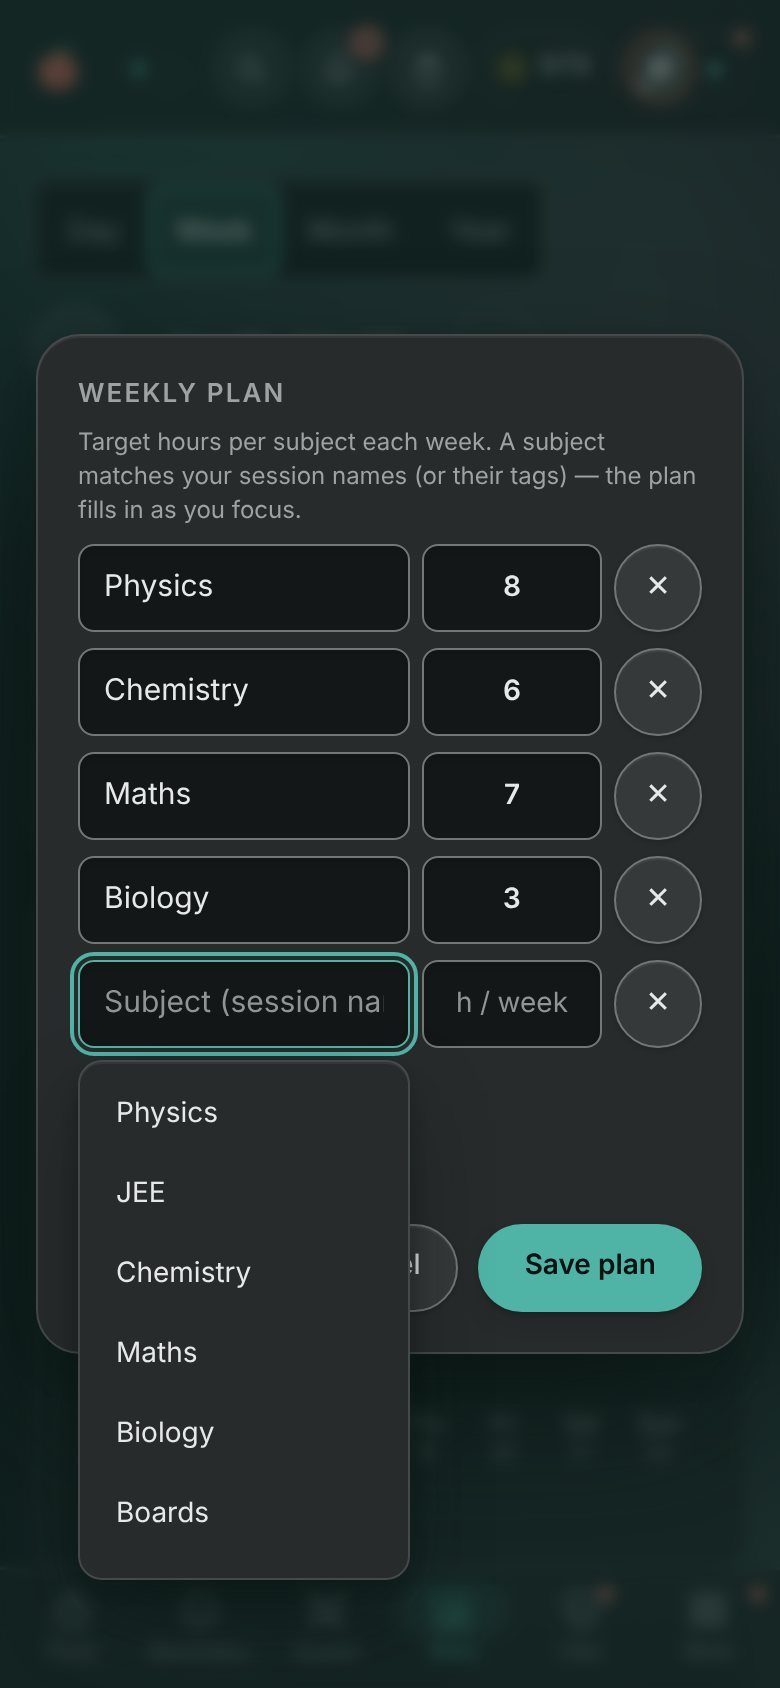 WEEKLY PLAN
Target hours per subject each week. A subject
matches your session names (or their tags) — the plan
fills in as you focus.
Physics 8 ×
Chemistry 6 ×
Maths 7 ×
Biology 3 ×
Subject (session na h / week ×
Physics
JEE
Chemistry
el Save plan
Maths
Biology
Boards